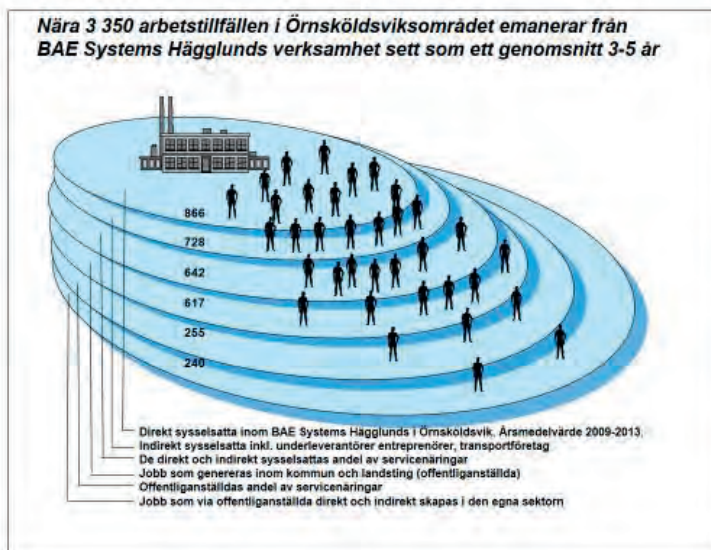 Nära 3 350 arbetstillfällen i Örnsköldsviksområdet emanerar från
BAE Systems Hägglunds verksamhet sett som ett genomsnitt 3-5 år
866
728
642
617
255
240
Direkt sysselsatta inom BAE Systems Hägglunds i Örnsköldsvik. Årsmedelvärde 2009-2013.
Indirekt sysselsatta inkl. underleverantörer entreprenörer, transportföretag
De direkt och indirekt sysselsattas andel av servicenäringar
Jobb som genereras inom kommun och landsting (offentliganställda)
Offentliganställdas andel av servicenäringar
Jobb som via offentliganställda direkt och indirekt skapas i den egna sektorn